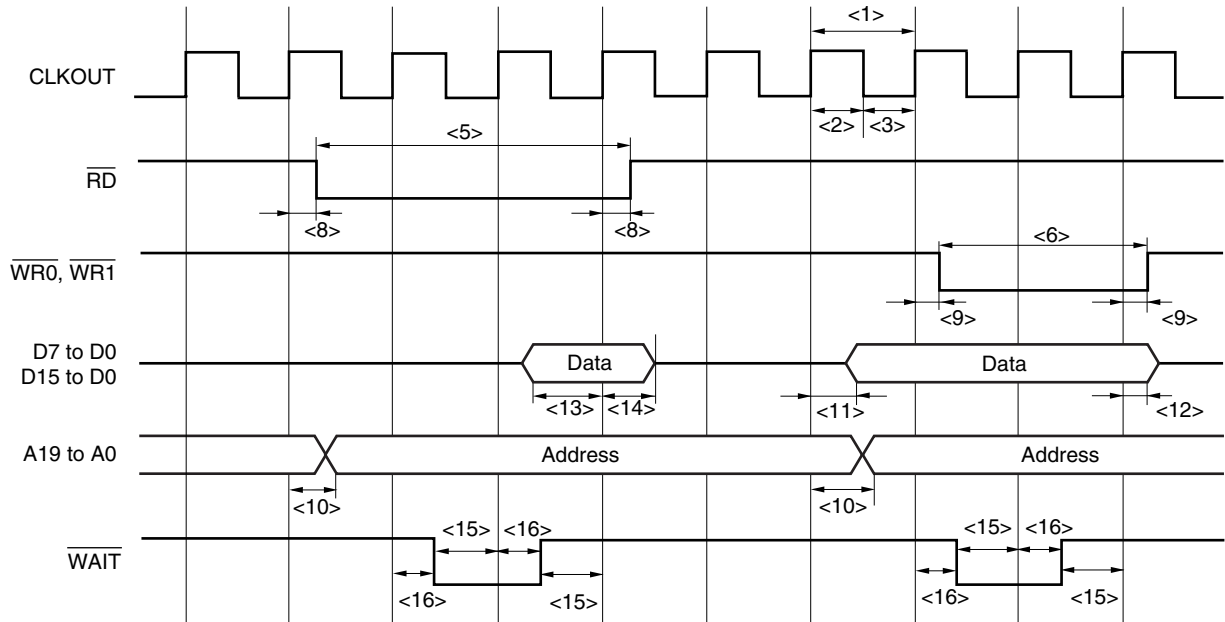 <1>
CLKOUT
<2> <3>
<5>
RD
<8> <8>
<6>
WR0, WR1
<9> <9>
D7 to D0
D15 to D0
Data Data
<13> <14> <11> <12>
A19 to A0
Address Address
<10> <10>
<15> <16> <15> <16>
WAIT
<16> <15> <16> <15>